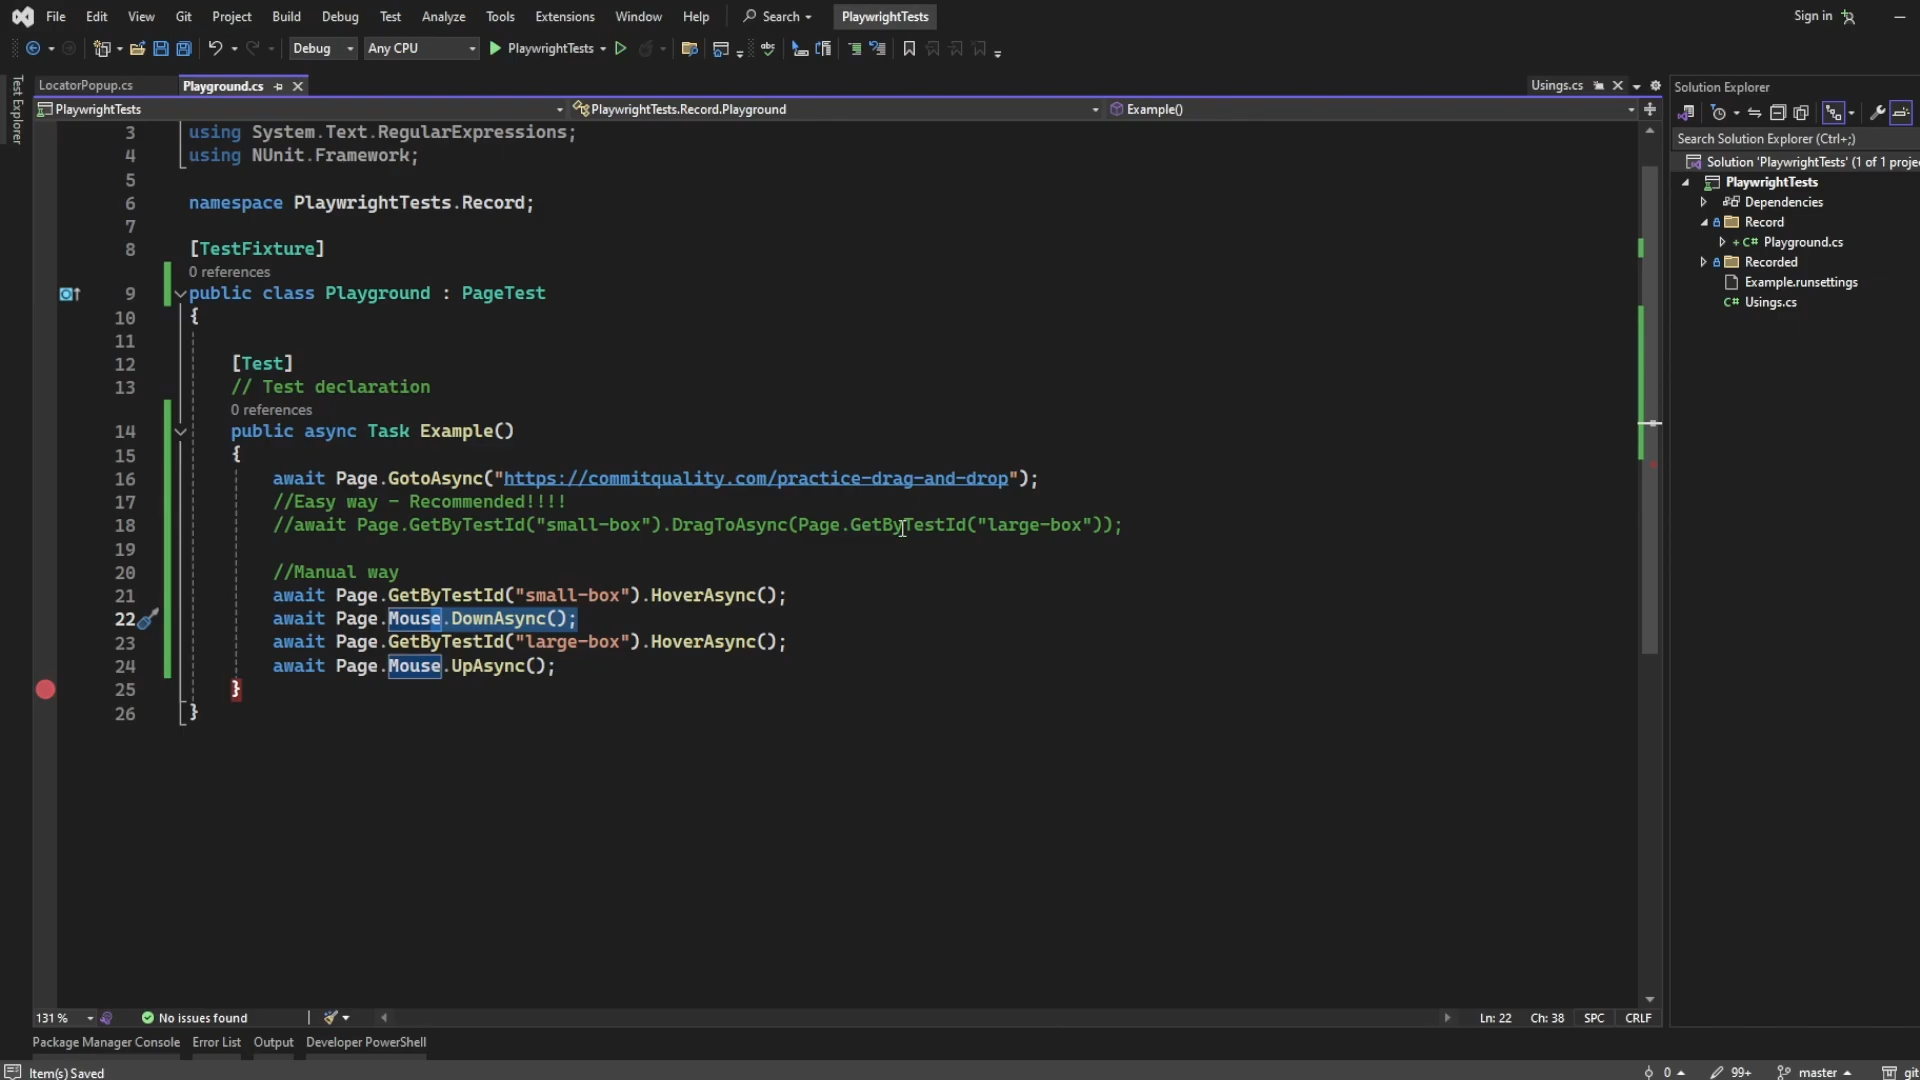 File Edit View Git Project Build Debug Test Analyze Tools Extensions Window Help Search PlaywrightTests Sign in
Debug Any CPU PlaywrightTests
Test Explorer
LocatorPopup.cs Playground.cs Usings.cs
PlaywrightTests PlaywrightTests.Record.Playground Example()
3 using System.Text.RegularExpressions;
4 using NUnit.Framework;
5
6 namespace PlaywrightTests.Record;
7
8 [TestFixture]
0 references
9 public class Playground : PageTest
10 {
11
12 [Test]
13 // Test declaration
0 references
14 public async Task Example()
15 {
16 await Page.GotoAsync("https://commitquality.com/practice-drag-and-drop");
17 //Easy way - Recommended!!!!
18 //await Page.GetByTestId("small-box").DragToAsync(Page.GetByTestId("large-box"));
19
20 //Manual way
21 await Page.GetByTestId("small-box").HoverAsync();
22 await Page.Mouse.DownAsync();
23 await Page.GetByTestId("large-box").HoverAsync();
24 await Page.Mouse.UpAsync();
25 }
26 }
Solution Explorer
Search Solution Explorer (Ctrl+;)
Solution 'PlaywrightTests' (1 of 1 proje
PlaywrightTests
Dependencies
Record
+ C# Playground.cs
Recorded
Example.runsettings
C# Usings.cs
131 % No issues found Ln: 22 Ch: 38 SPC CRLF
Package Manager Console Error List Output Developer PowerShell
Item(s) Saved 0 99+ master git